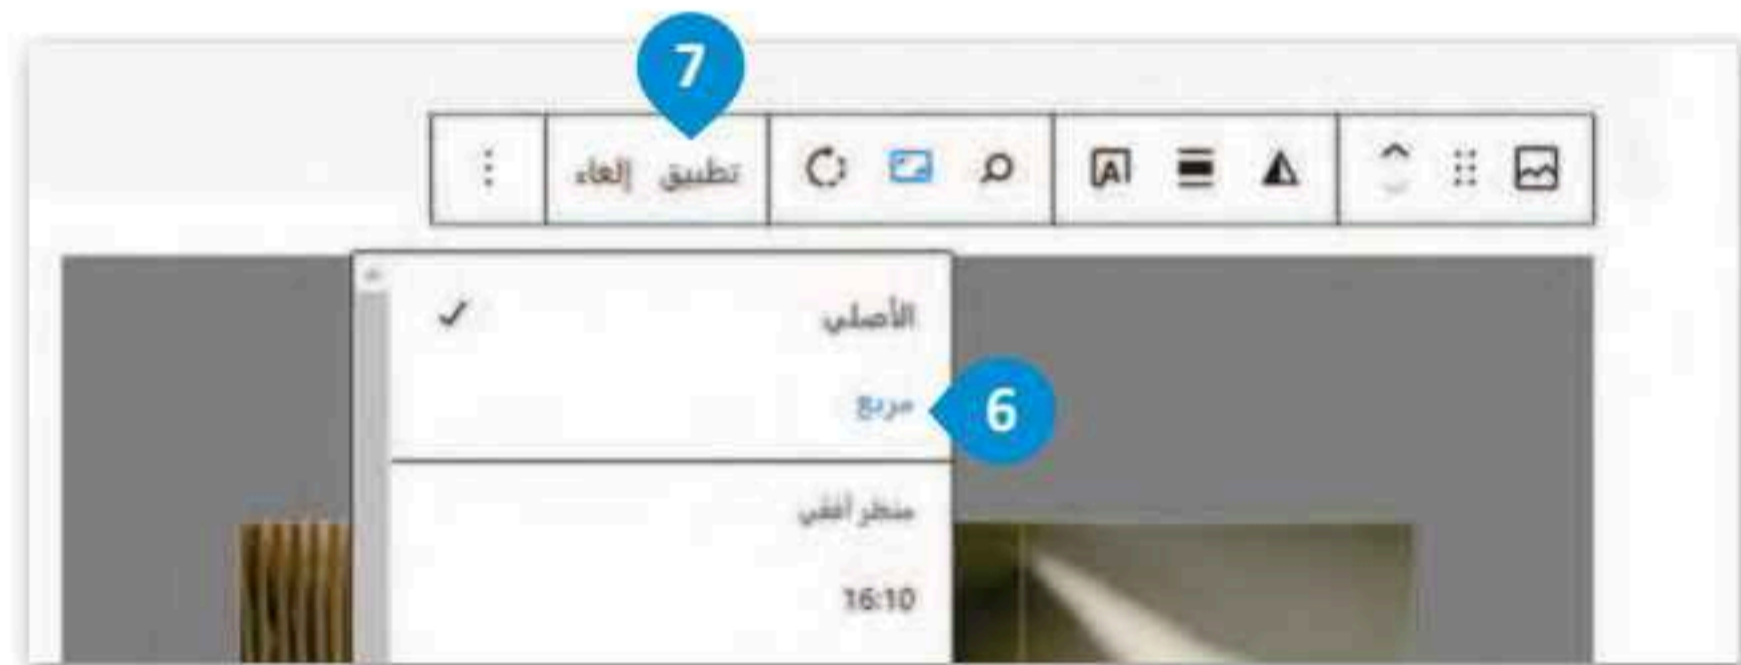 7
تطبيق إلغاء
الأصلي
مربع
6
منظر أفقي
16:10